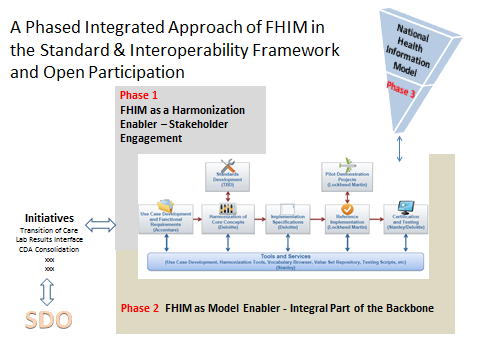 A Phased Integrated Approach of FHIM in
the Standard & Interoperability Framework
and Open Participation
National
Health
Information
Model
Phase 3
Phase 1
FHIM as a Harmonization
Enabler – Stakeholder
Engagement
Standards
Development
(TBD)
Pilot Demonstration
Projects
(Lockheed Martin)
Use Case Development
and Functional
Requirements
(Accenture)
Harmonization of
Core Concepts
(Deloitte)
Implementation
Specifications
(Deloitte)
Reference
Implementation
(Lockheed Martin)
Certification
and Testing
(Stanley/Deloitte)
Tools and Services
(Use Case Development, Harmonization Tools, Vocabulary Browser, Value Set Repository, Testing Scripts, etc)
(Stanley)
Initiatives
Transition of Care
Lab Results Interface
CDA Consolidation
xxx
xxx
SDO
Phase 2 FHIM as Model Enabler - Integral Part of the Backbone